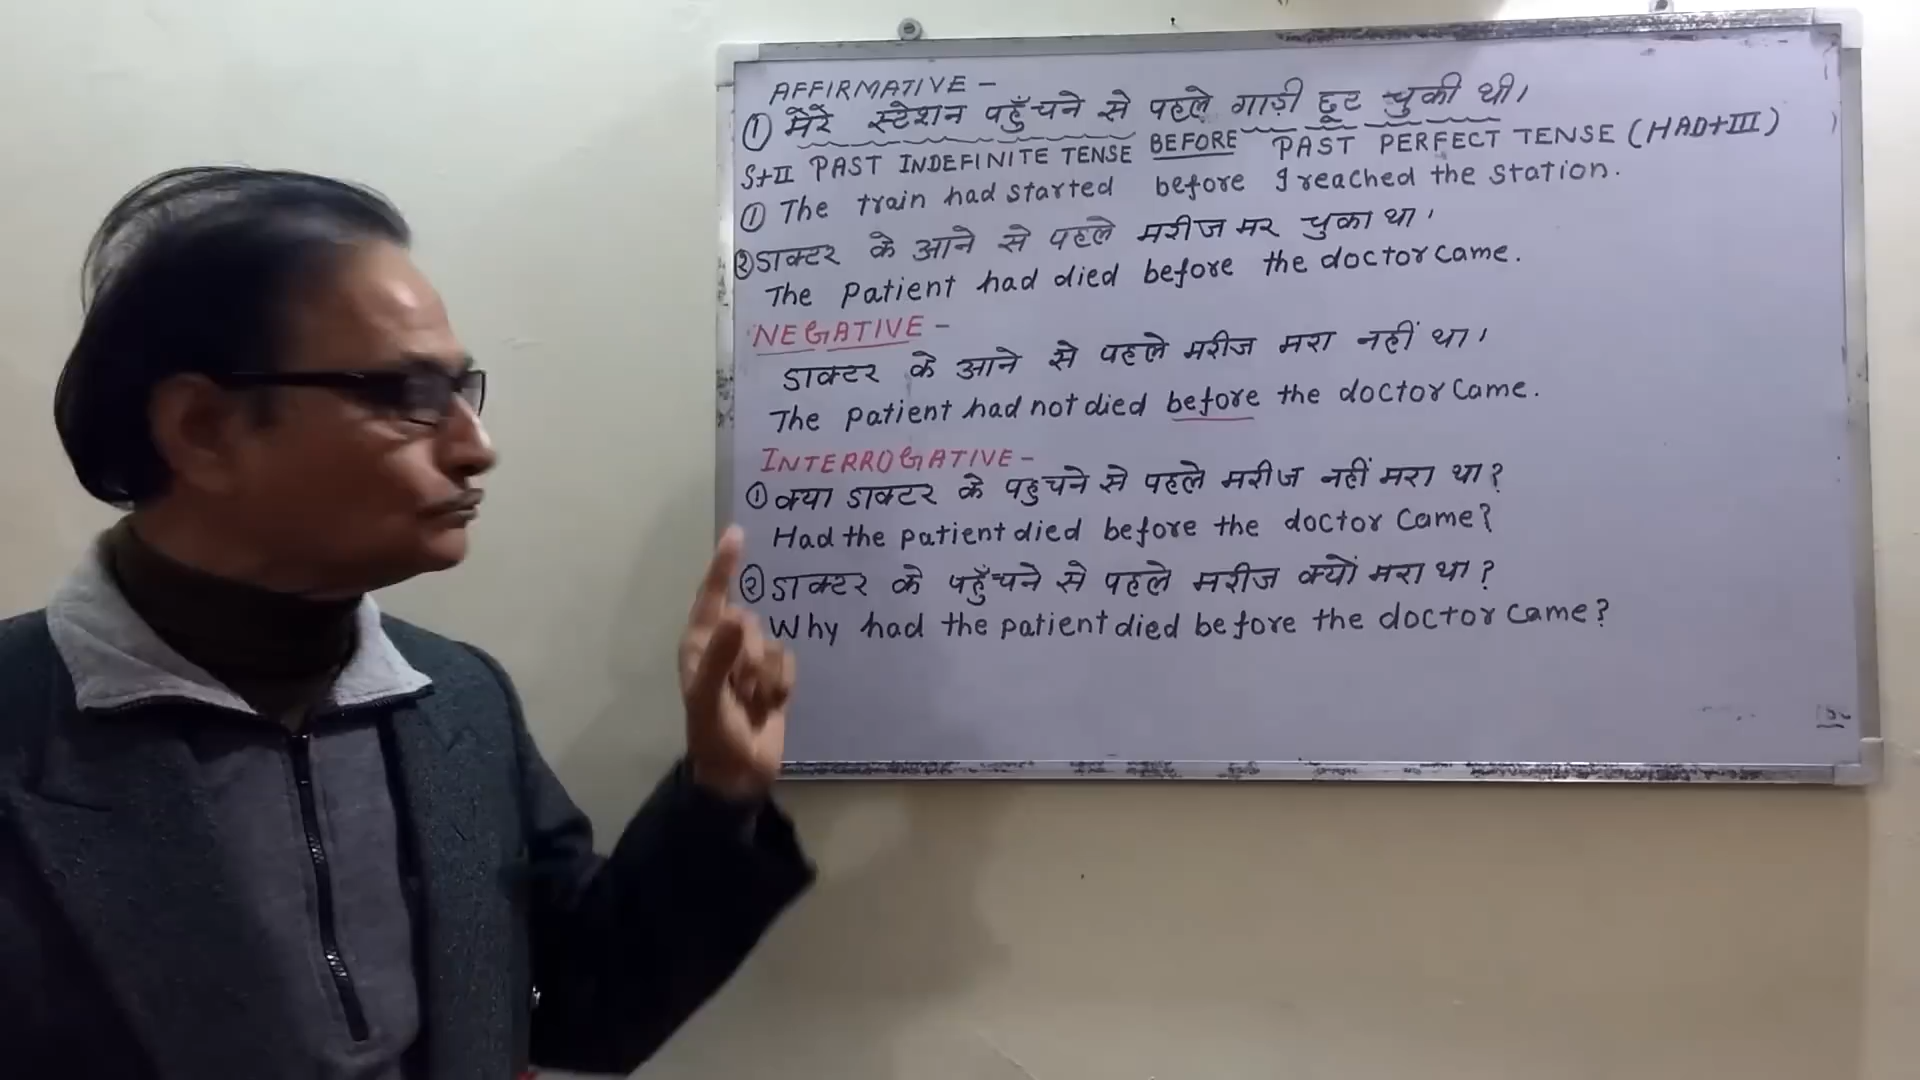 AFFIRMATIVE -
① मेरे स्टेशन पहुँचने से पहले गाड़ी छूट चुकी थी।
S+II PAST INDEFINITE TENSE BEFORE PAST PERFECT TENSE (HAD+III)
① The train had started before I reached the station.
② डाक्टर के आने से पहले मरीज मर चुका था।
The patient had died before the doctor came.
NEGATIVE -
डाक्टर के आने से पहले मरीज मरा नहीं था।
The patient had not died before the doctor came.
INTERROGATIVE -
① क्या डाक्टर के पहुचने से पहले मरीज नहीं मरा था?
Had the patient died before the doctor came?
② डाक्टर के पहुँचने से पहले मरीज क्यों मरा था?
Why had the patient died before the doctor came?